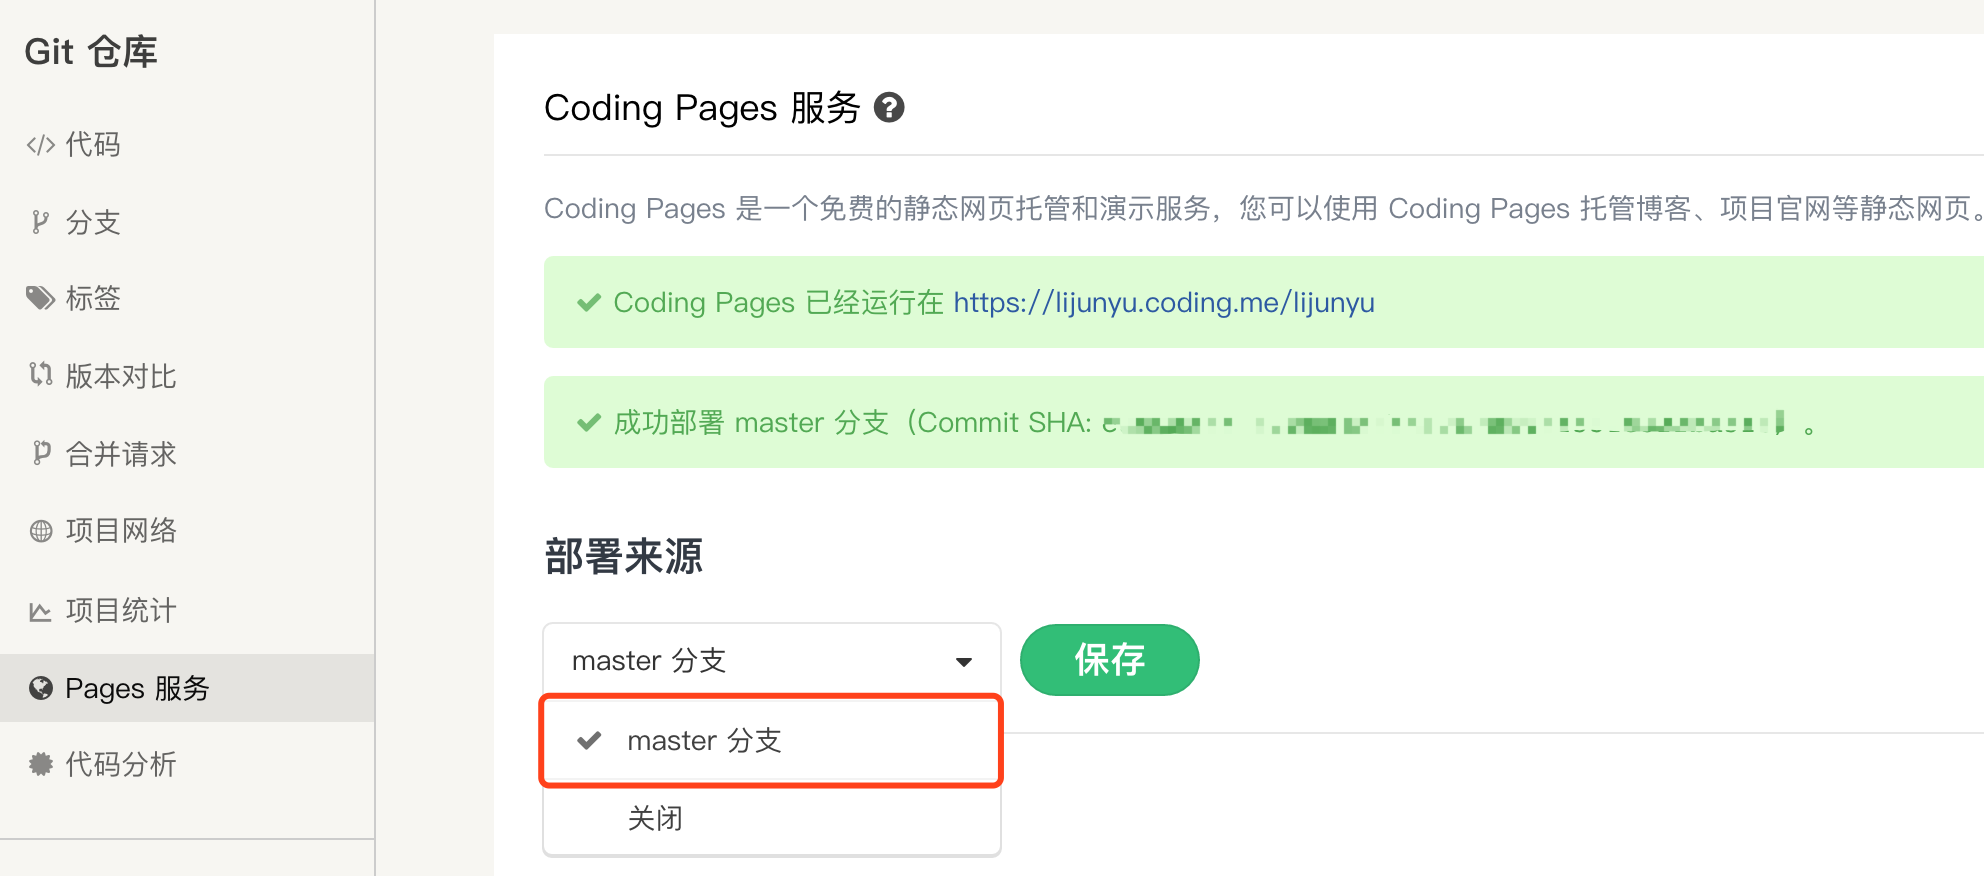 Git 仓库
代码
分支
标签
版本对比
合并请求
项目网络
项目统计
Pages 服务
代码分析
Coding Pages 服务
Coding Pages 是一个免费的静态网页托管和演示服务，您可以使用 Coding Pages 托管博客、项目官网等静态网页。
Coding Pages 已经运行在 https://lijunyu.coding.me/lijunyu
成功部署 master 分支（Commit SHA:
部署来源
master 分支
保存
master 分支
关闭